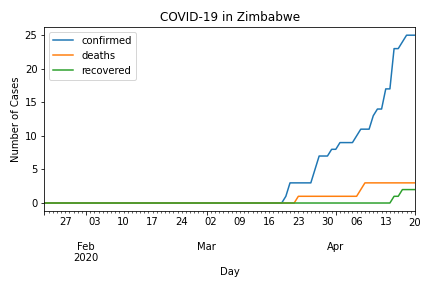 COVID-19 in Zimbabwe
confirmed
deaths
recovered
25
20
15
10
5
0
Number of Cases
27 03 10 17 24 02 09 16 23 30 06 13 20
Feb Mar Apr
2020
Day